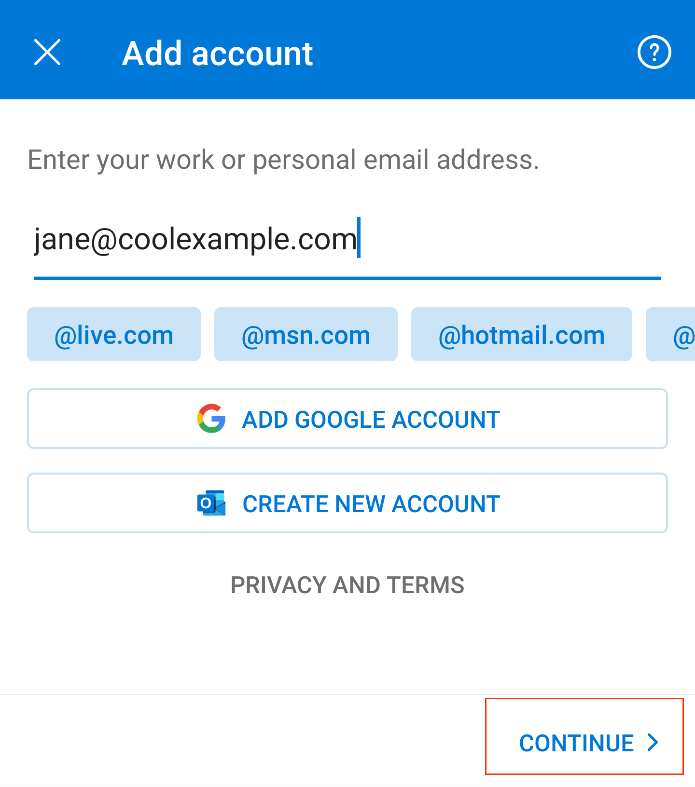 Add account
?
Enter your work or personal email address.
jane@coolexample.com
@live.com @msn.com @hotmail.com @
G ADD GOOGLE ACCOUNT
O CREATE NEW ACCOUNT
PRIVACY AND TERMS
CONTINUE